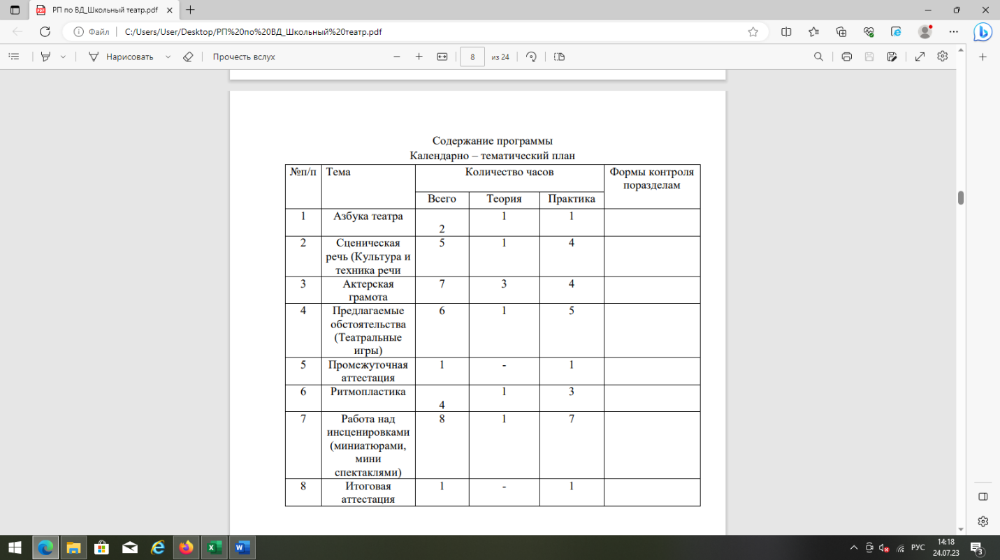 РП по ВД_Школьный театр.pdf
Файл C:/Users/User/Desktop/РП%20по%20ВД_Школьный%20театр.pdf
Нарисовать Прочесть вслух 8 из 24
Содержание программы
Календарно – тематический план
№п/п Тема Количество часов Формы контроля
поразделам
Всего Теория Практика
1 Азбука театра 1 1
2
2 Сценическая 5 1 4
речь (Культура и
техника речи
3 Актерская 7 3 4
грамота
4 Предлагаемые 6 1 5
обстоятельства
(Театральные
игры)
5 Промежуточная 1 - 1
аттестация
6 Ритмопластика 1 3
4
7 Работа над 8 1 7
инсценировками
(миниатюрами,
мини
спектаклями)
8 Итоговая 1 - 1
аттестация
РУС 14:18
24.07.23 3